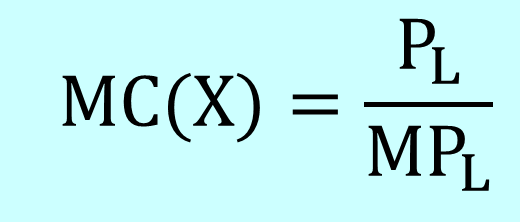 MC(X) = P_L / MP_L